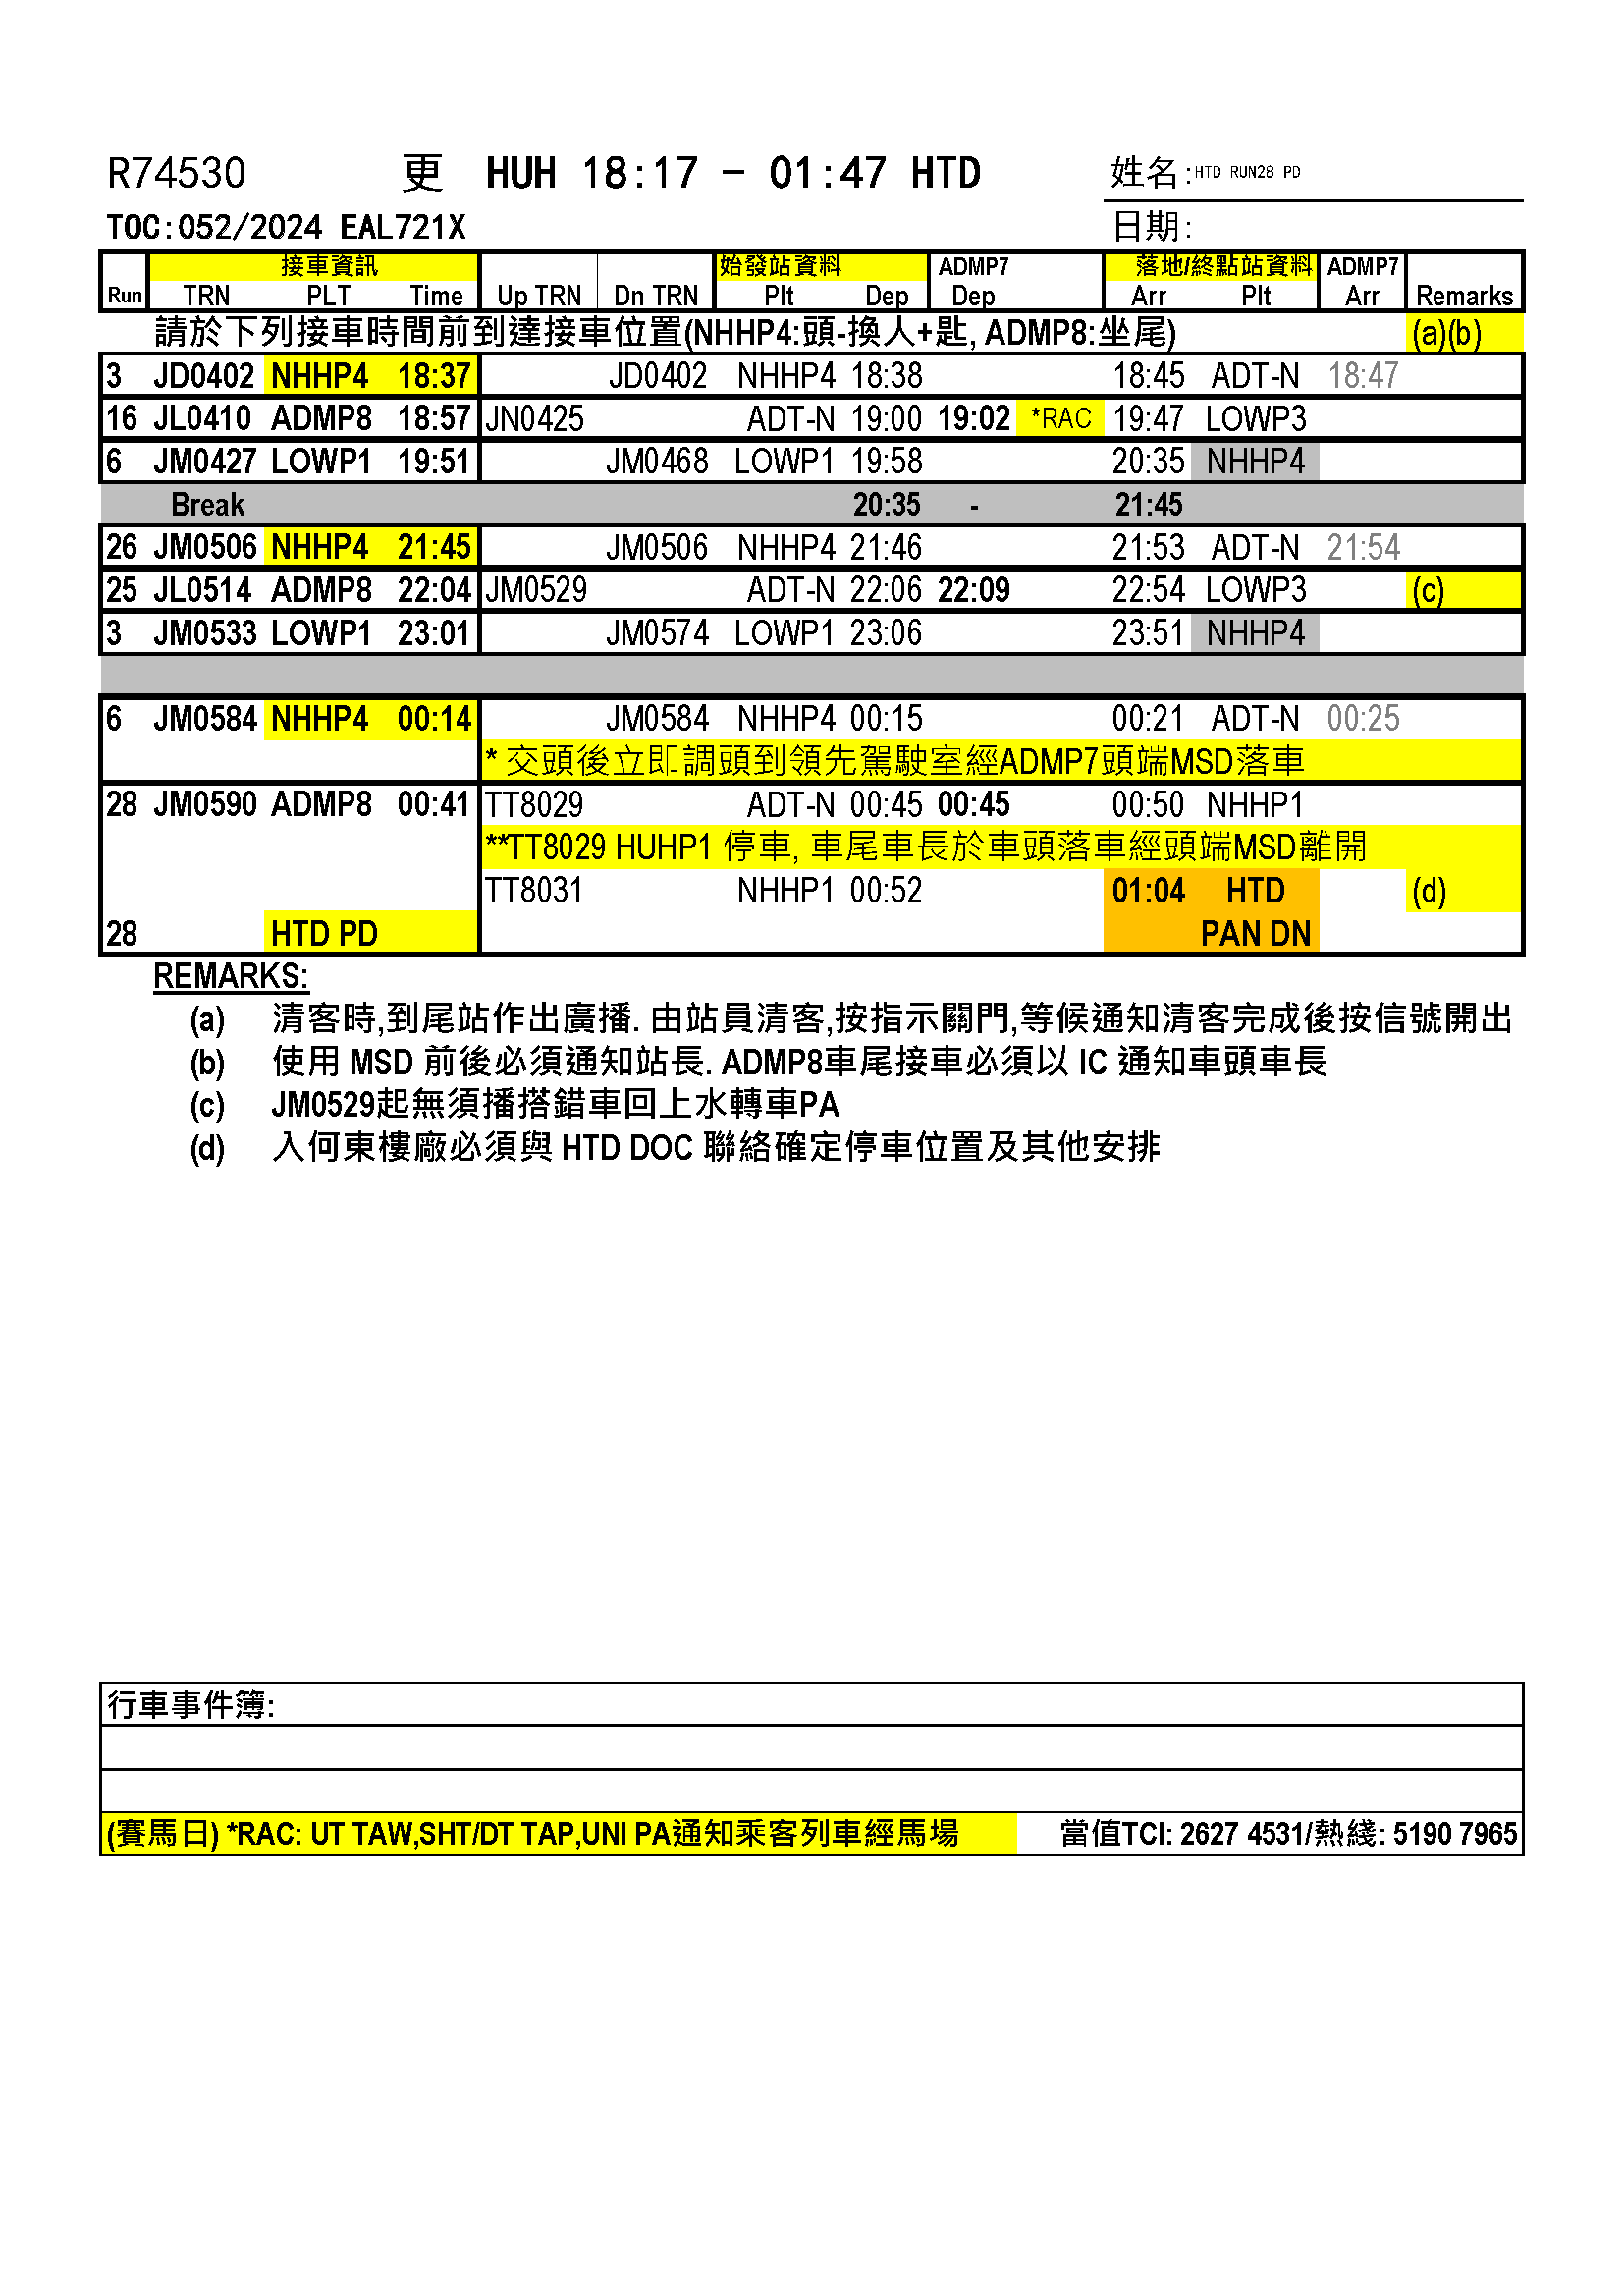 R74530 更 HUH 18:17 - 01:47 HTD 姓名:HTD RUN28 PD
TOC:052/2024 EAL721X 日期:
接車資訊 始發站資料 ADMP7 落地/終點站資料 ADMP7
Run TRN PLT Time Up TRN Dn TRN Plt Dep Dep Arr Plt Arr Remarks
請於下列接車時間前到達接車位置(NHHP4:頭-換人+匙, ADMP8:坐尾) (a)(b)
3 JD0402 NHHP4 18:37 JD0402 NHHP4 18:38 18:45 ADT-N 18:47
16 JL0410 ADMP8 18:57 JN0425 ADT-N 19:00 19:02 *RAC 19:47 LOWP3
6 JM0427 LOWP1 19:51 JM0468 LOWP1 19:58 20:35 NHHP4
Break 20:35 - 21:45
26 JM0506 NHHP4 21:45 JM0506 NHHP4 21:46 21:53 ADT-N 21:54
25 JL0514 ADMP8 22:04 JM0529 ADT-N 22:06 22:09 22:54 LOWP3 (c)
3 JM0533 LOWP1 23:01 JM0574 LOWP1 23:06 23:51 NHHP4
6 JM0584 NHHP4 00:14 JM0584 NHHP4 00:15 00:21 ADT-N 00:25
* 交頭後立即調頭到領先駕駛室經ADMP7頭端MSD落車
28 JM0590 ADMP8 00:41 TT8029 ADT-N 00:45 00:45 00:50 NHHP1
**TT8029 HUHP1 停車, 車尾車長於車頭落車經頭端MSD離開
TT8031 NHHP1 00:52 01:04 HTD (d)
28 HTD PD PAN DN
REMARKS:
(a) 清客時,到尾站作出廣播. 由站員清客,按指示關門,等候通知清客完成後按信號開出
(b) 使用 MSD 前後必須通知站長. ADMP8車尾接車必須以 IC 通知車頭車長
(c) JM0529起無須播搭錯車回上水轉車PA
(d) 入何東樓廠必須與 HTD DOC 聯絡確定停車位置及其他安排
行車事件簿:
(賽馬日) *RAC: UT TAW,SHT/DT TAP,UNI PA通知乘客列車經馬場 當值TCI: 2627 4531/熱綫: 5190 7965